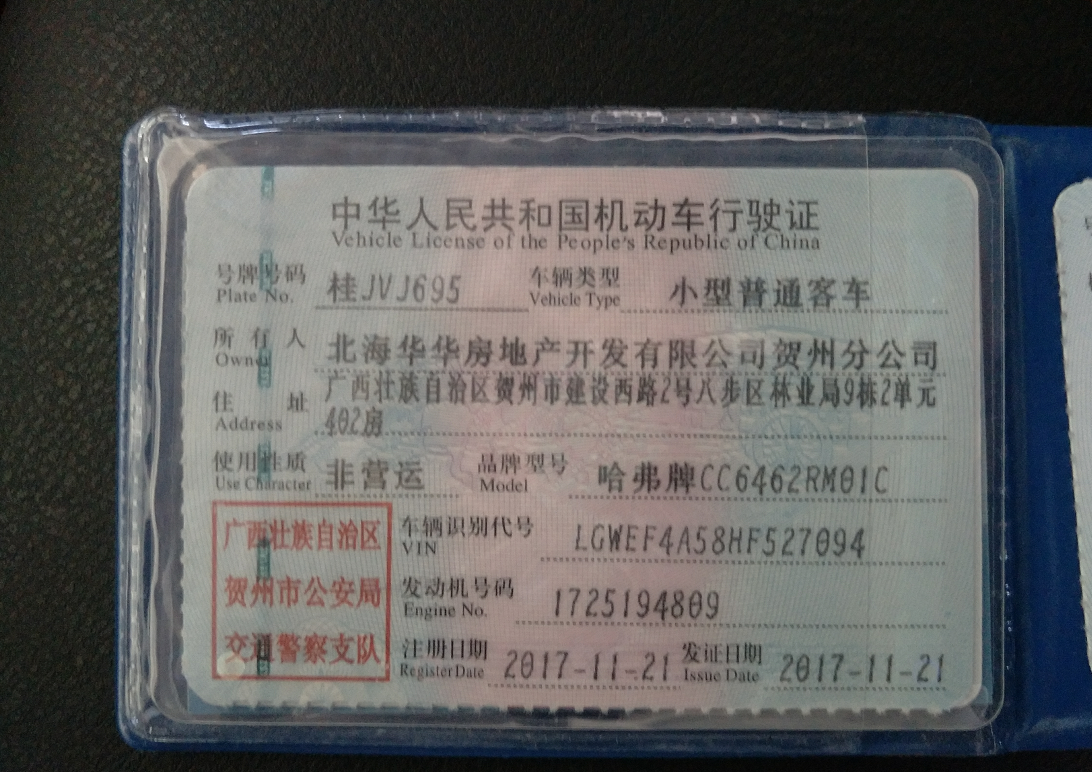 中华人民共和国机动车行驶证
Vehicle License of the People's Republic of China
号牌号码 桂JVJ695 车辆类型 小型普通客车
Plate No. Vehicle Type
所有人 北海华华房地产开发有限公司贺州分公司
Owner
住址 广西壮族自治区贺州市建设西路2号八步区林业局9栋2单元
Address 402房
使用性质 非营运 品牌型号 哈弗牌CC6462RM01C
Use Character Model
广西壮族自治区 车辆识别代号 LGWEF4A58HF527094
VIN
贺州市公安局 发动机号码 1725194809
Engine No.
交通警察支队 注册日期 2017-11-21 发证日期 2017-11-21
Register Date Issue Date